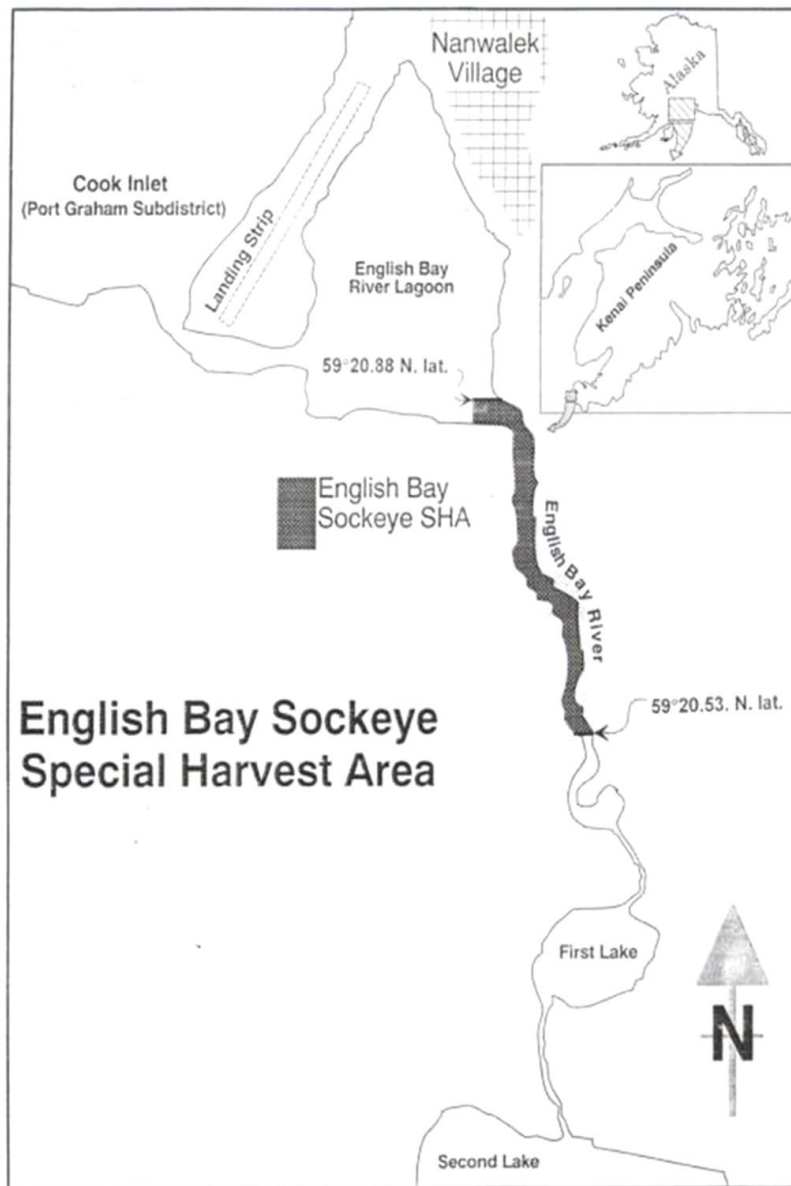 Nanwalek
Village
Alaska
Cook Inlet
(Port Graham Subdistrict)
Landing Strip
English Bay
River Lagoon
Kenai Peninsula
59°20.88 N. lat.
English Bay
Sockeye SHA
English Bay River
59°20.53. N. lat.
English Bay Sockeye
Special Harvest Area
First Lake
N
Second Lake